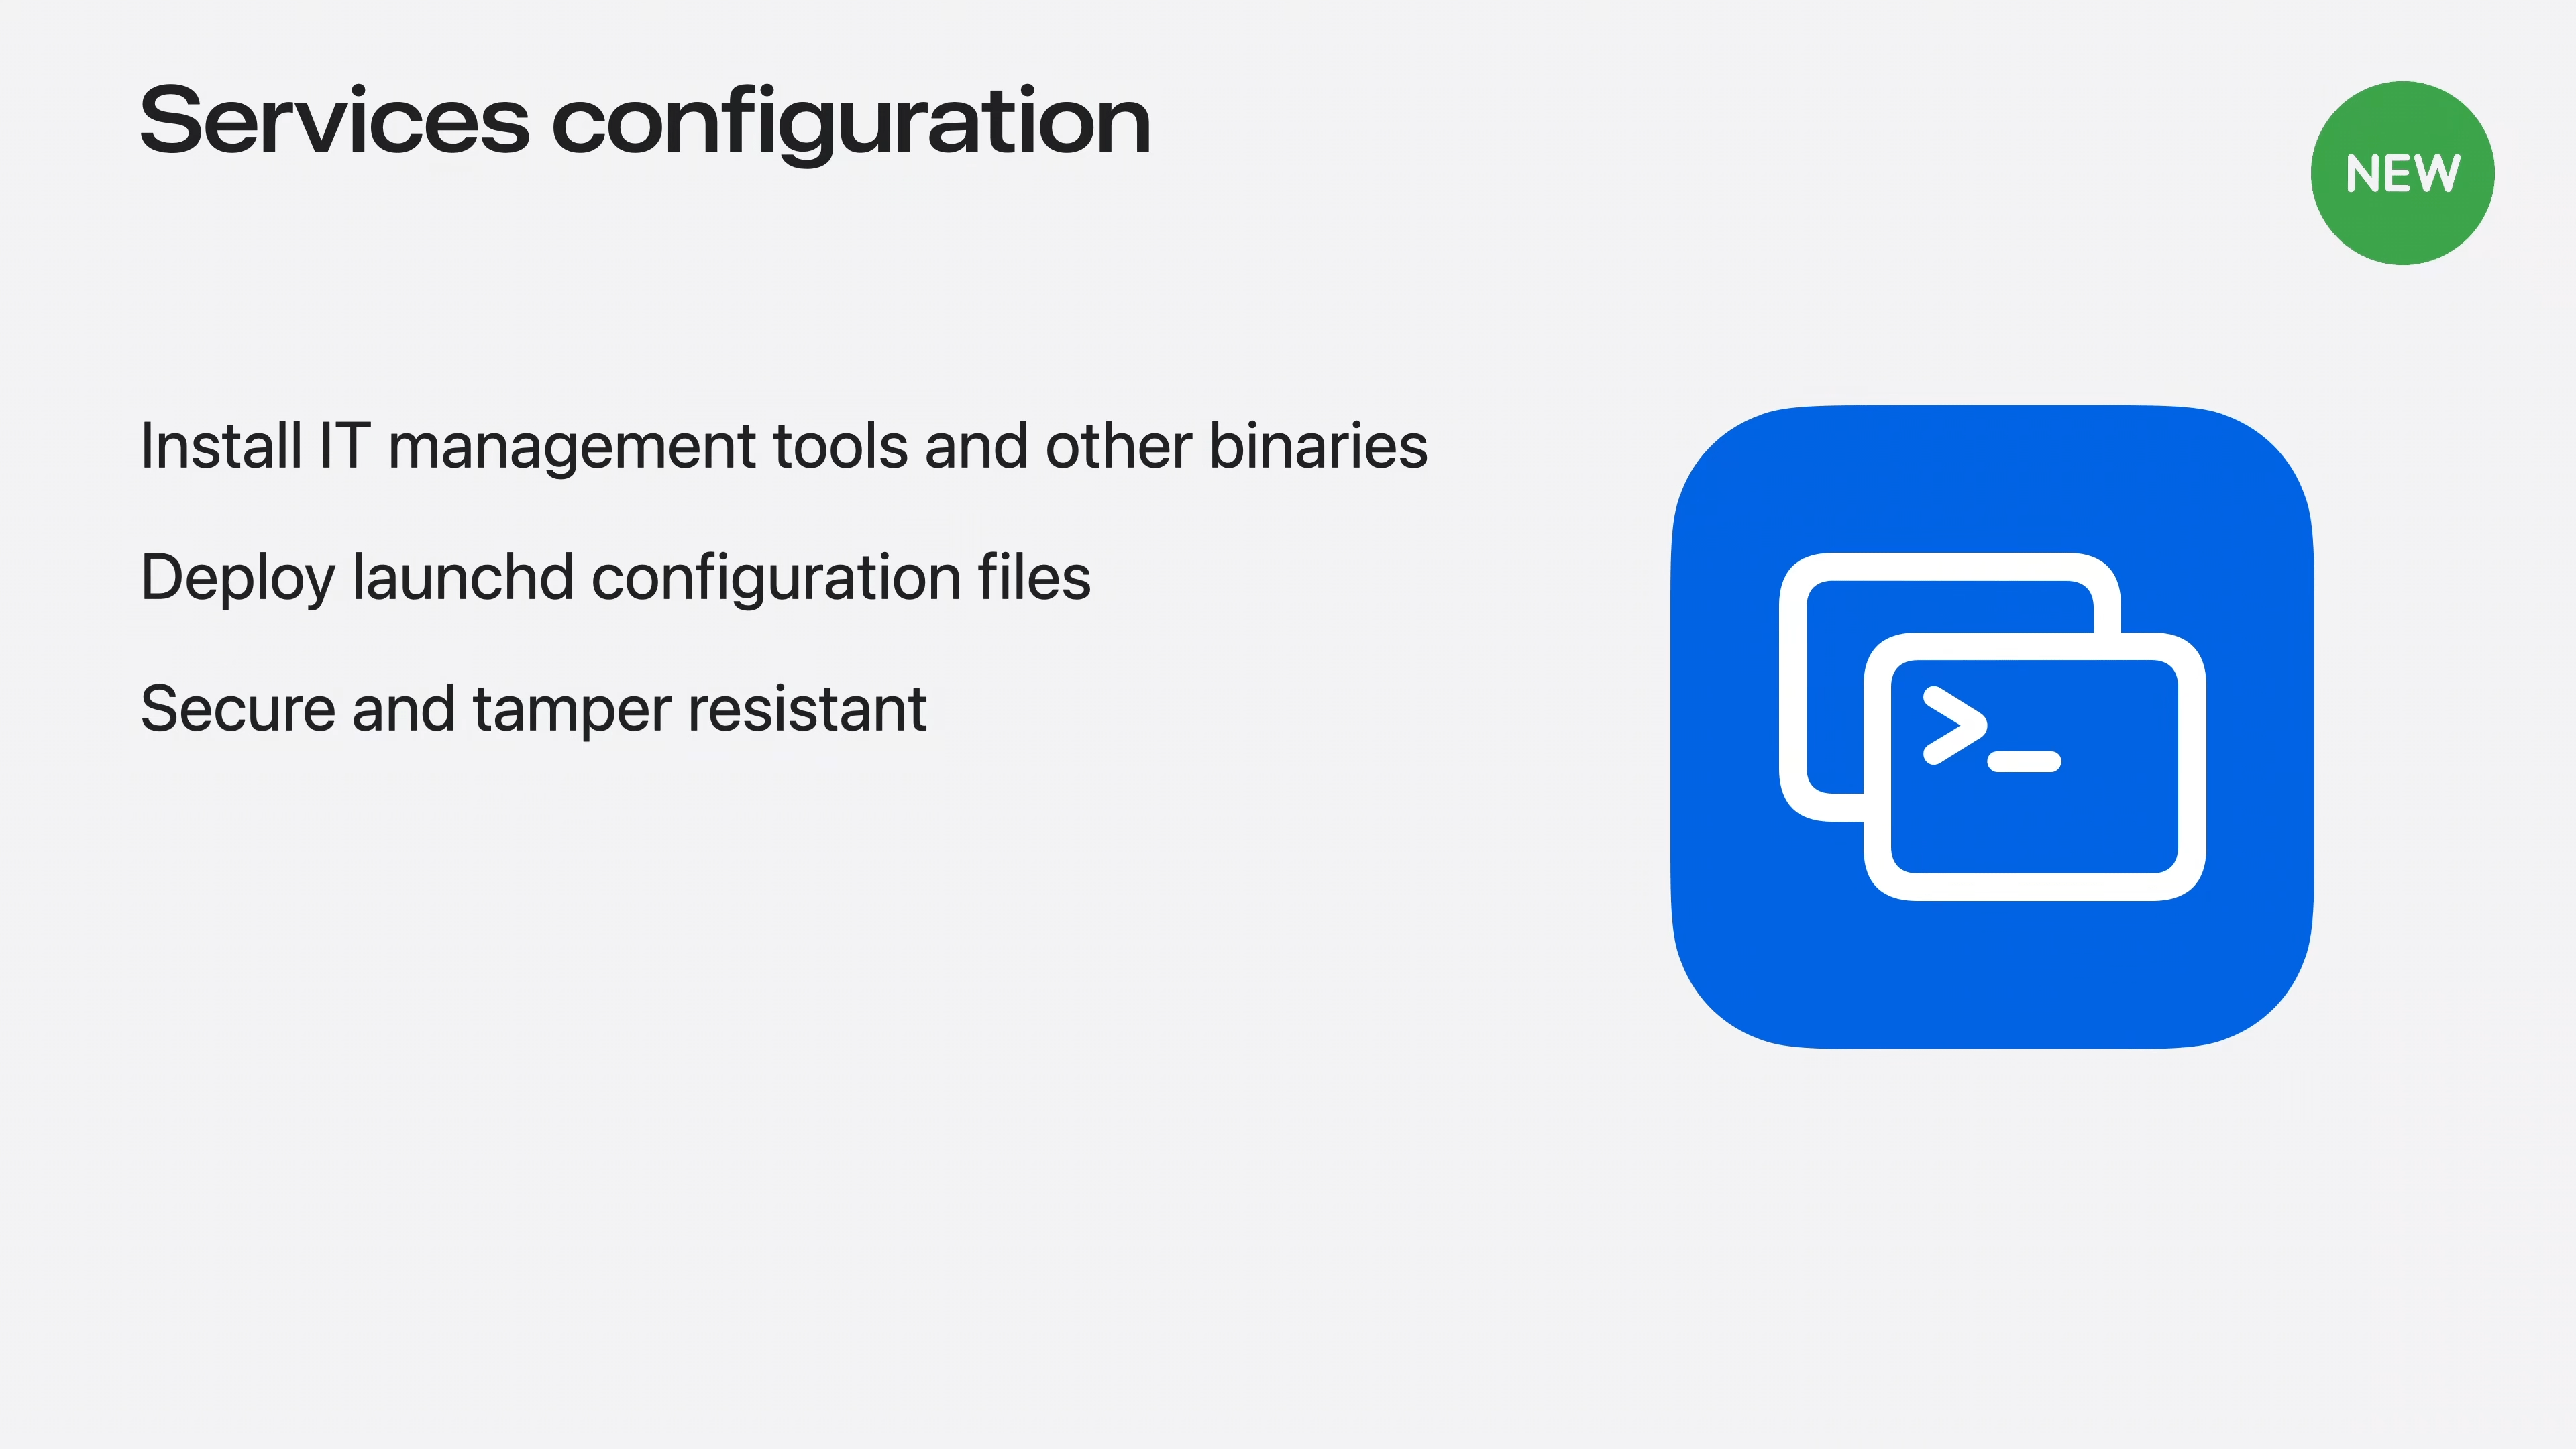 Services configuration
NEW
Install IT management tools and other binaries
Deploy launchd configuration files
Secure and tamper resistant
>_